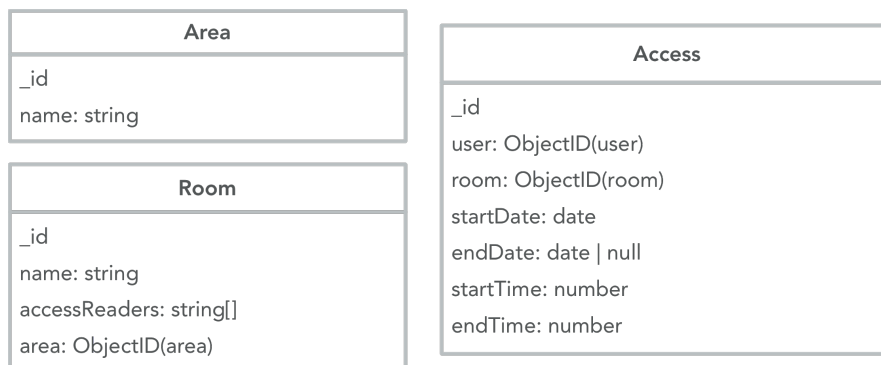 Area
_id
name: string
Room
_id
name: string
accessReaders: string[]
area: ObjectID(area)
Access
_id
user: ObjectID(user)
room: ObjectID(room)
startDate: date
endDate: date | null
startTime: number
endTime: number